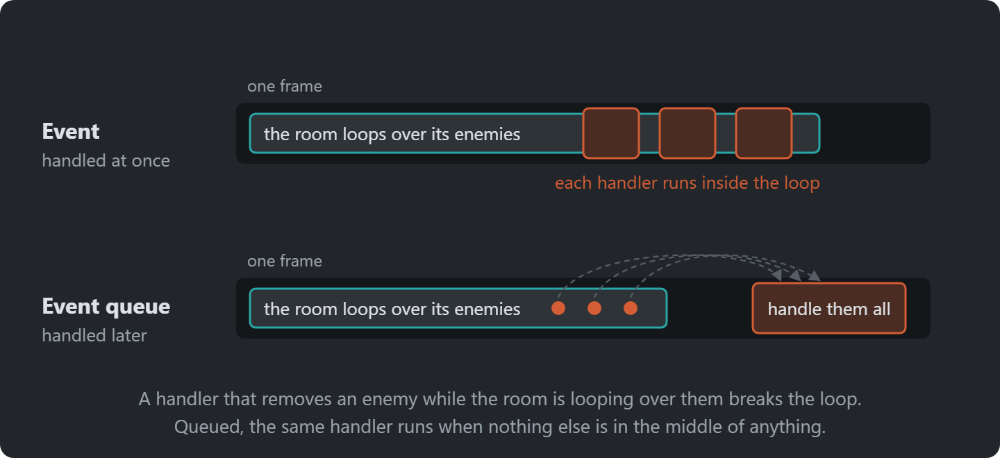 one frame
Event
handled at once
the room loops over its enemies
each handler runs inside the loop
one frame
Event queue
handled later
the room loops over its enemies
handle them all
A handler that removes an enemy while the room is looping over them breaks the loop.
Queued, the same handler runs when nothing else is in the middle of anything.